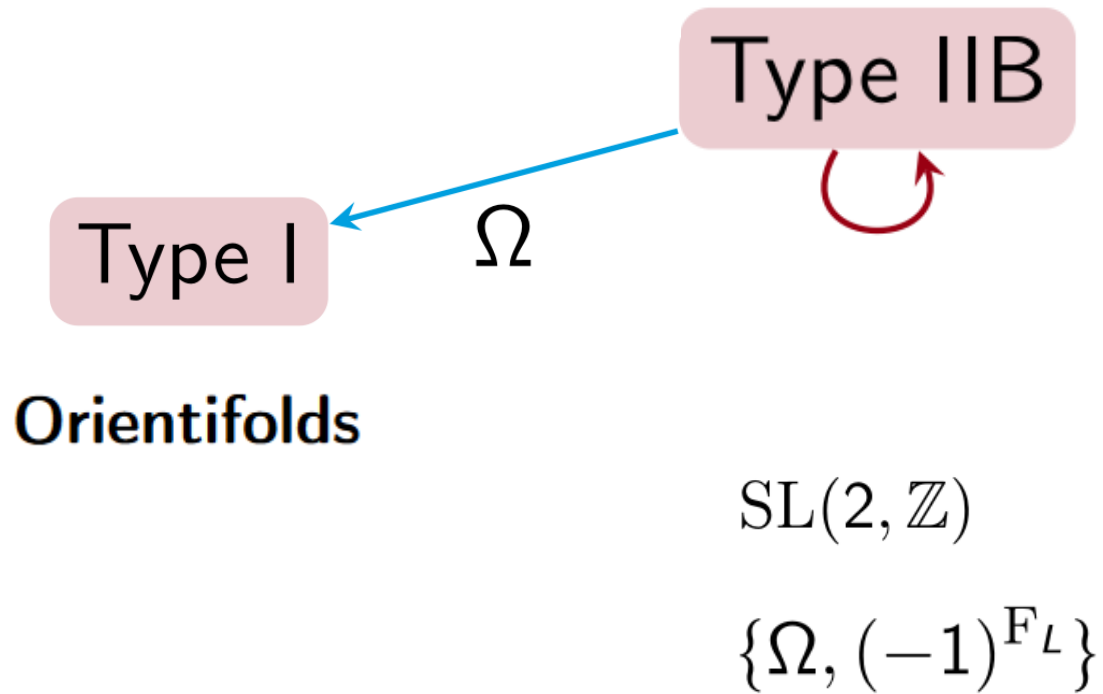 Type IIB
Type I
Ω
Orientifolds
SL(2, ℤ)
{Ω, (−1)^{F_L}}